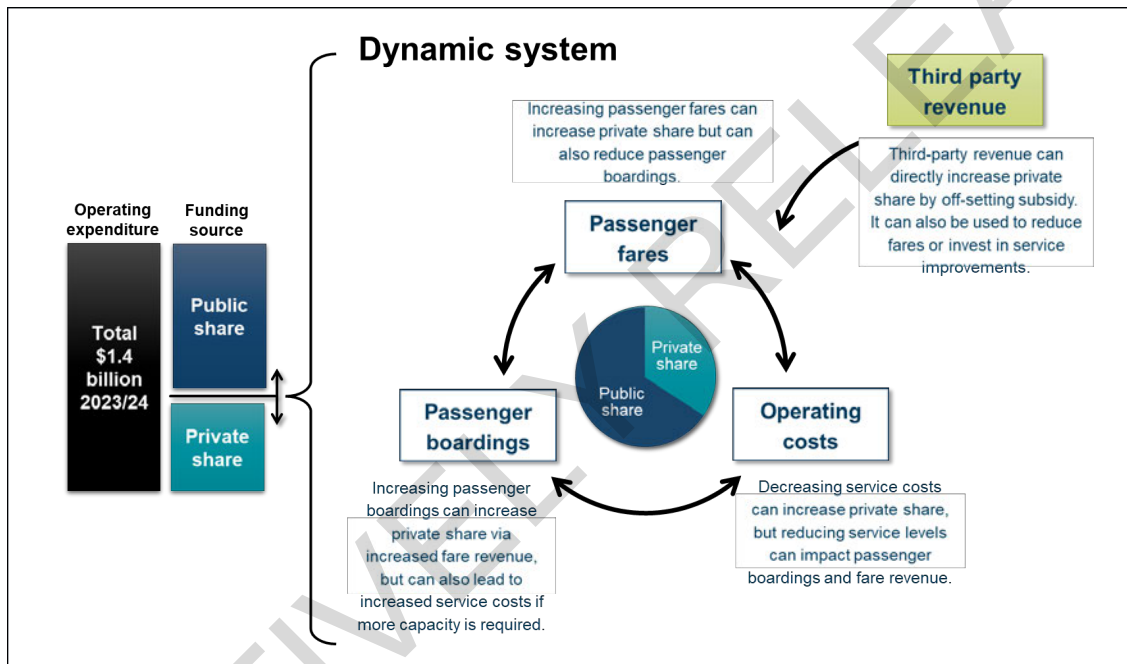 Dynamic system
Third party
revenue
Increasing passenger fares can
increase private share but can
also reduce passenger
boardings.
Third-party revenue can
directly increase private
share by off-setting subsidy.
It can also be used to reduce
fares or invest in service
improvements.
Operating
expenditure
Funding
source
Total
$1.4
billion
2023/24
Public
share
Private
share
Passenger
fares
Private
share
Public
share
Passenger
boardings
Operating
costs
Increasing passenger
boardings can increase
private share via
increased fare revenue,
but can also lead to
increased service costs if
more capacity is required.
Decreasing service costs
can increase private share,
but reducing service levels
can impact passenger
boardings and fare revenue.